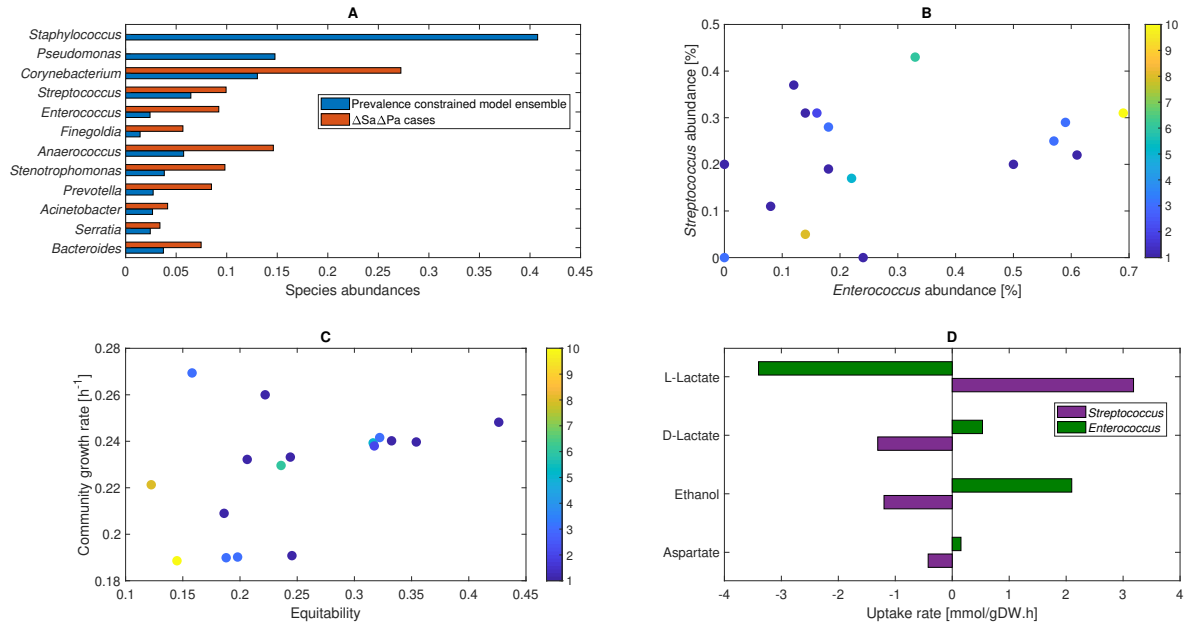 A
Staphylococcus
Pseudomonas
Corynebacterium
Streptococcus
Enterococcus
Finegoldia
Anaerococcus
Stenotrophomonas
Prevotella
Acinetobacter
Serratia
Bacteroides
Prevalence constrained model ensemble
ΔSaΔPa cases
0 0.05 0.1 0.15 0.2 0.25 0.3 0.35 0.4 0.45
Species abundances
B
0.5
0.4
0.3
0.2
0.1
0
Streptococcus abundance [%]
0 0.1 0.2 0.3 0.4 0.5 0.6 0.7
Enterococcus abundance [%]
10
9
8
7
6
5
4
3
2
1
C
0.28
0.26
0.24
0.22
0.2
0.18
Community growth rate [h-1]
0.1 0.15 0.2 0.25 0.3 0.35 0.4 0.45
Equitability
10
9
8
7
6
5
4
3
2
1
D
L-Lactate
D-Lactate
Ethanol
Aspartate
Streptococcus
Enterococcus
-4 -3 -2 -1 0 1 2 3 4
Uptake rate [mmol/gDW.h]